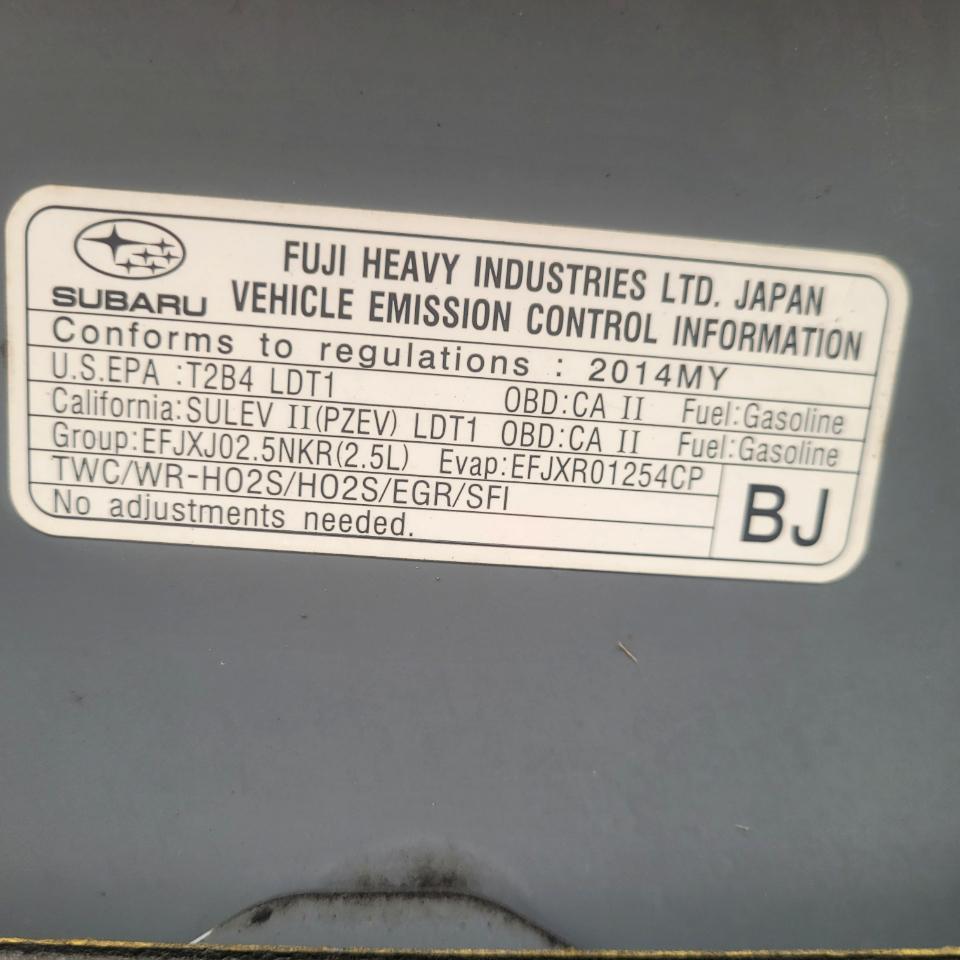 SUBARU
FUJI HEAVY INDUSTRIES LTD. JAPAN
VEHICLE EMISSION CONTROL INFORMATION
Conforms to regulations : 2014MY
U.S.EPA :T2B4 LDT1 OBD:CA II Fuel:Gasoline
California:SULEV II(PZEV) LDT1 OBD:CA II Fuel:Gasoline
Group:EFJXJ02.5NKR(2.5L) Evap:EFJXR01254CP
TWC/WR-HO2S/HO2S/EGR/SFI
No adjustments needed.
BJ